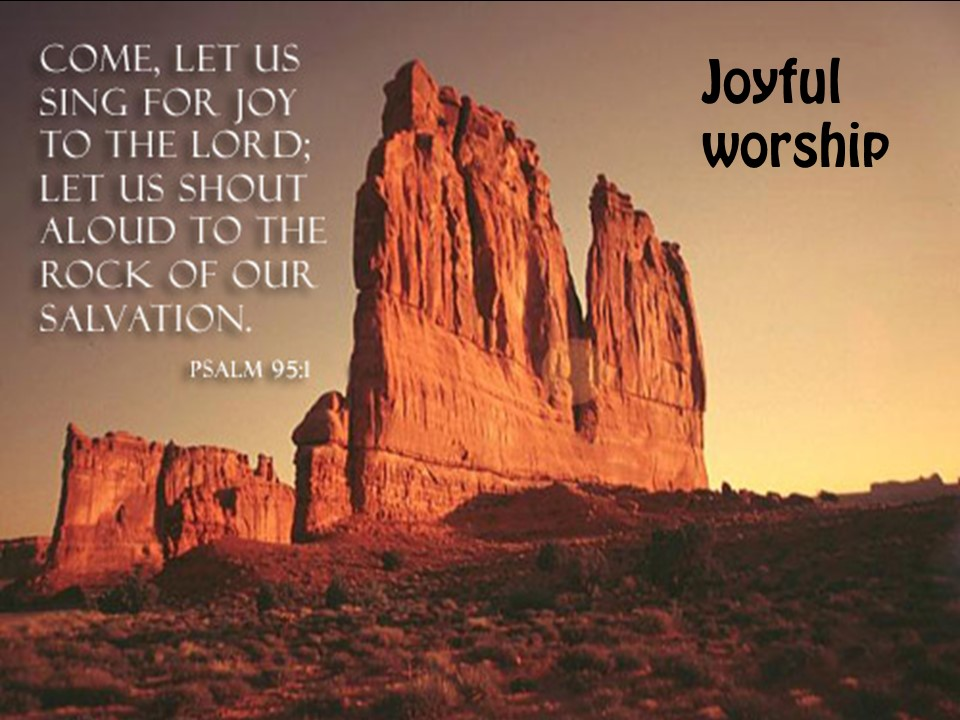 COME, LET US
SING FOR JOY
TO THE LORD;
LET US SHOUT
ALOUD TO THE
ROCK OF OUR
SALVATION.
PSALM 95:1
Joyful
worship